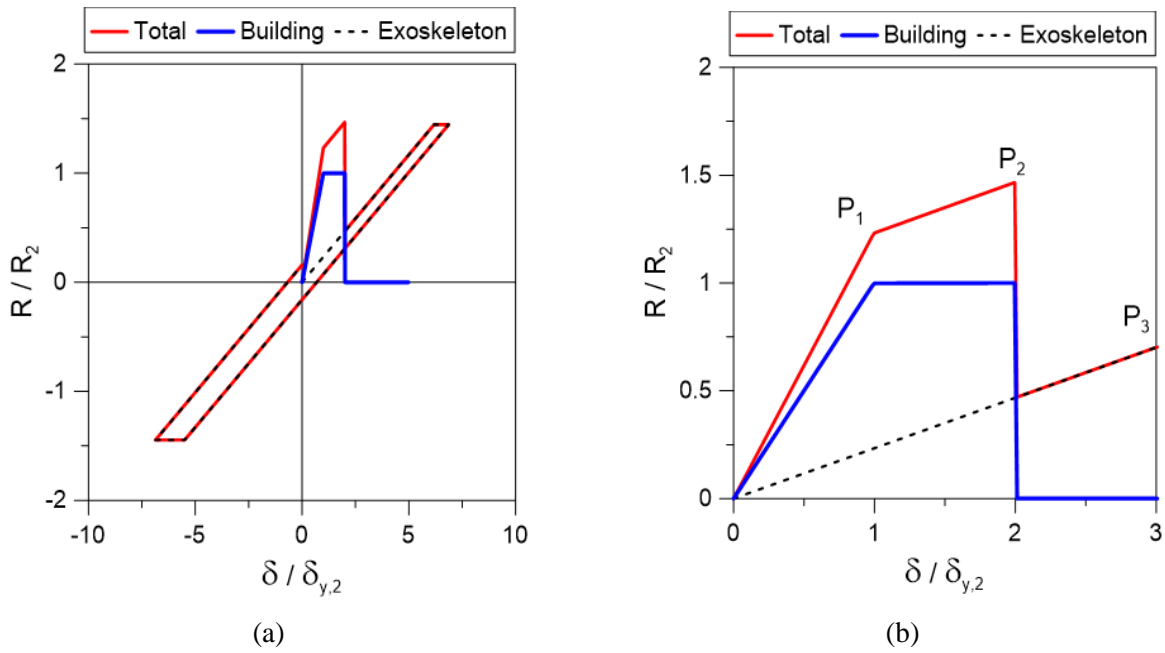 Total Building Exoskeleton
2
1
0
-1
-2
R / R2
-10 -5 0 5 10
δ / δy,2
(a)
Total Building Exoskeleton
2
1.5
1
0.5
0
R / R2
P1
P2
P3
0 1 2 3
δ / δy,2
(b)